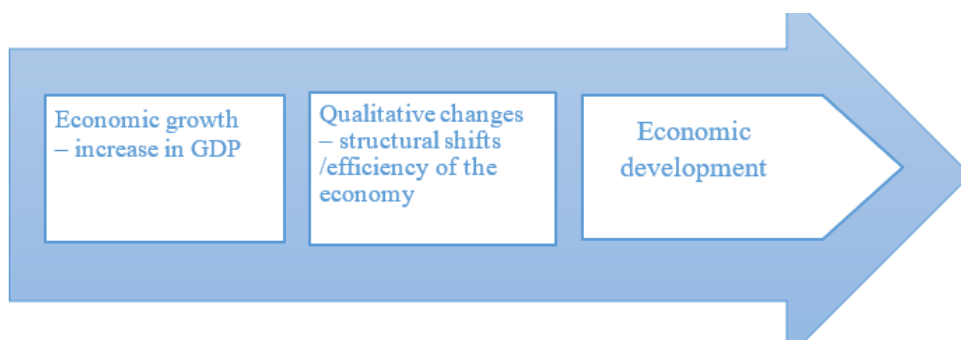 Economic growth
– increase in GDP
Qualitative changes
– structural shifts
/efficiency of the
economy
Economic
development